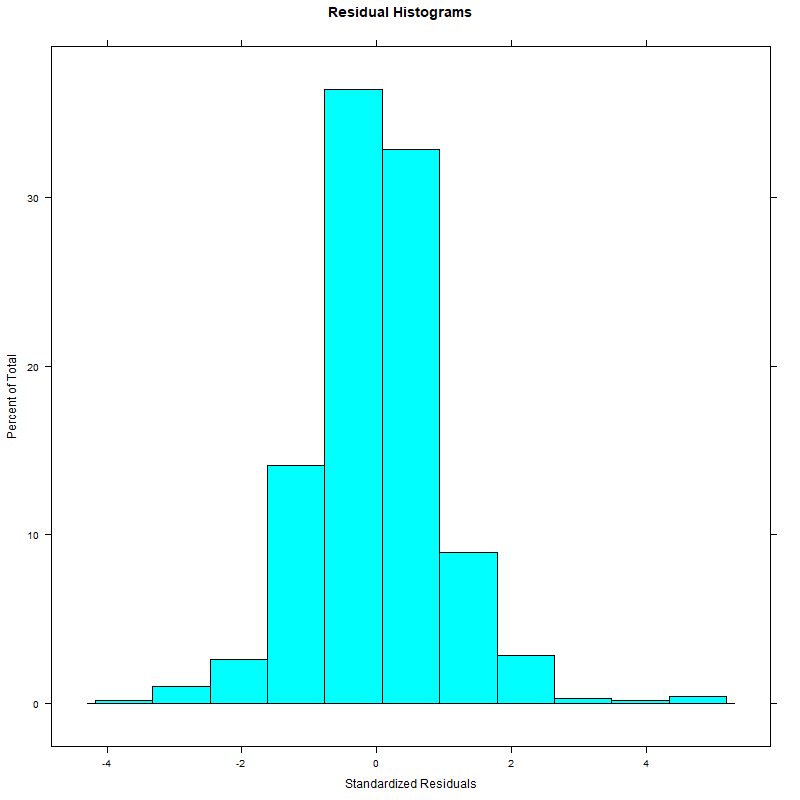 Residual Histograms
30
20
10
0
Percent of Total
-4 -2 0 2 4
Standardized Residuals